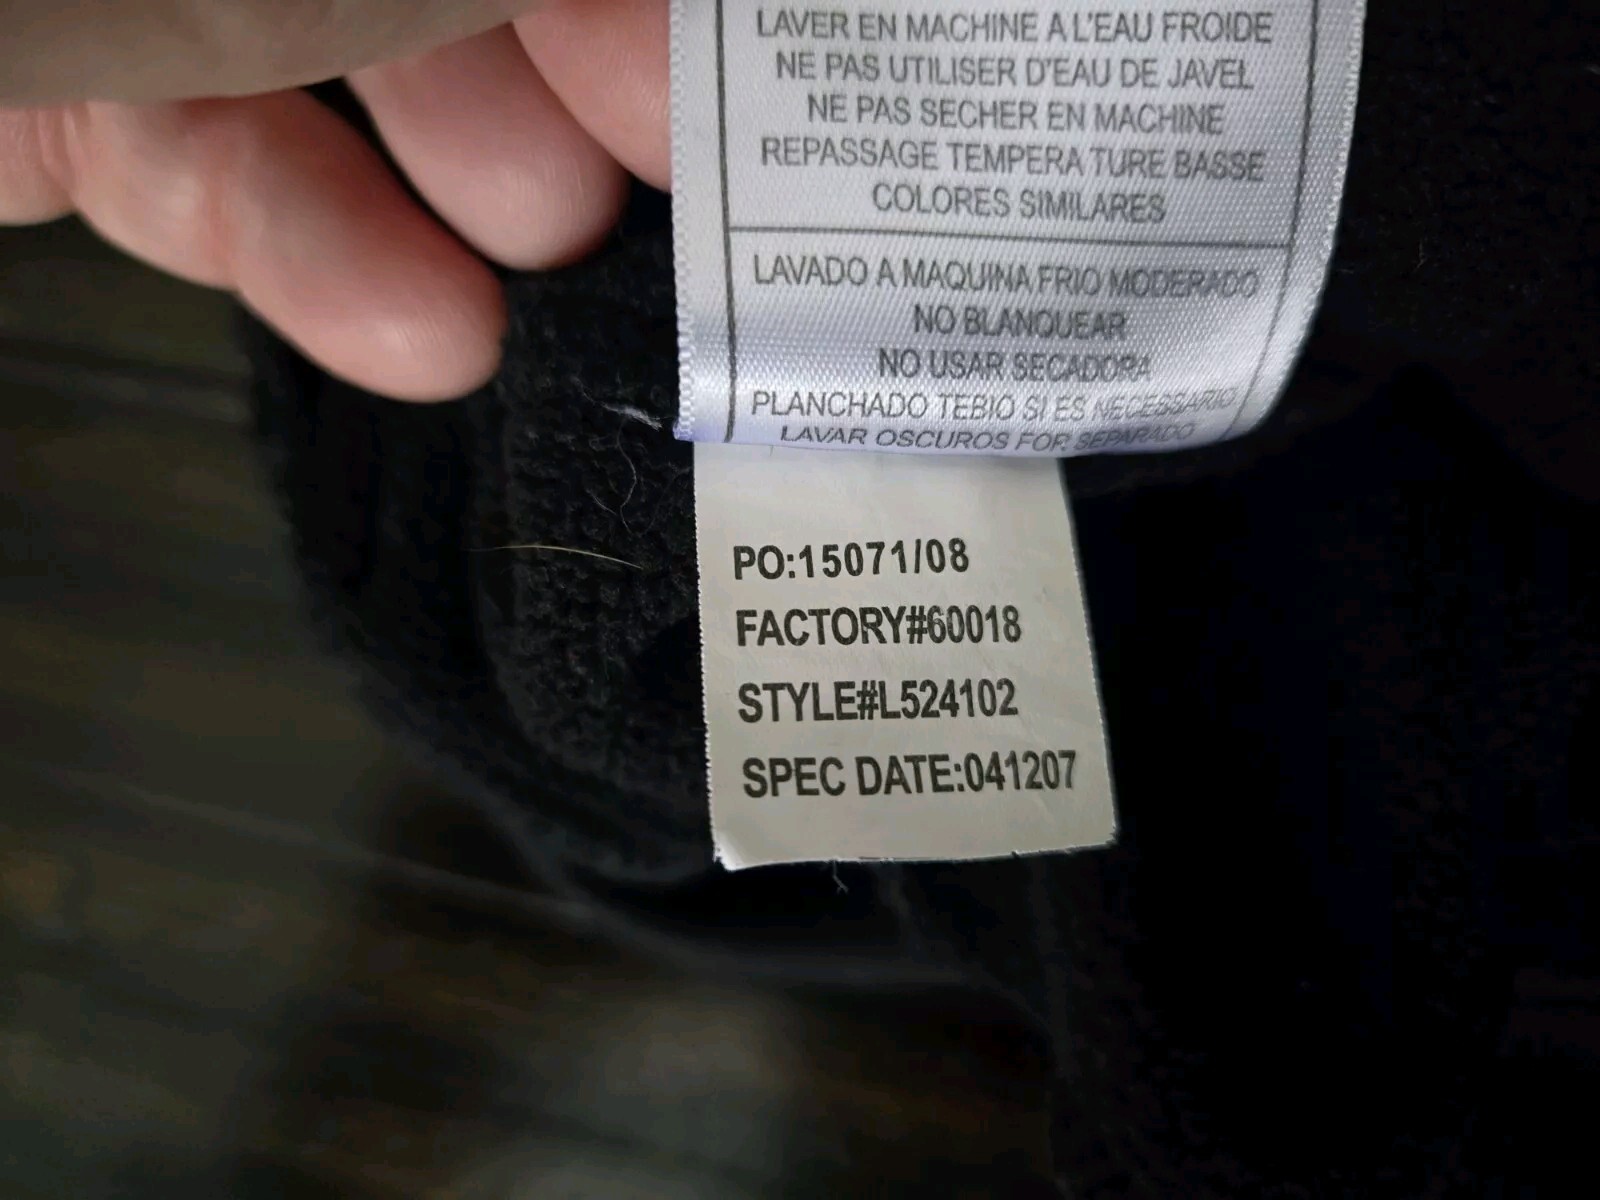 LAVER EN MACHINE A L'EAU FROIDE
NE PAS UTILISER D'EAU DE JAVEL
NE PAS SECHER EN MACHINE
REPASSAGE TEMPERA TURE BASSE
COLORES SIMILARES
LAVADO A MAQUINA FRIO MODERADO
NO BLANQUEAR
NO USAR SECADORA
PLANCHADO TEBIO SI ES NECESSARIO
LAVAR OSCUROS FOR SEPARADO
PO:15071/08
FACTORY#60018
STYLE#L524102
SPEC DATE:041207